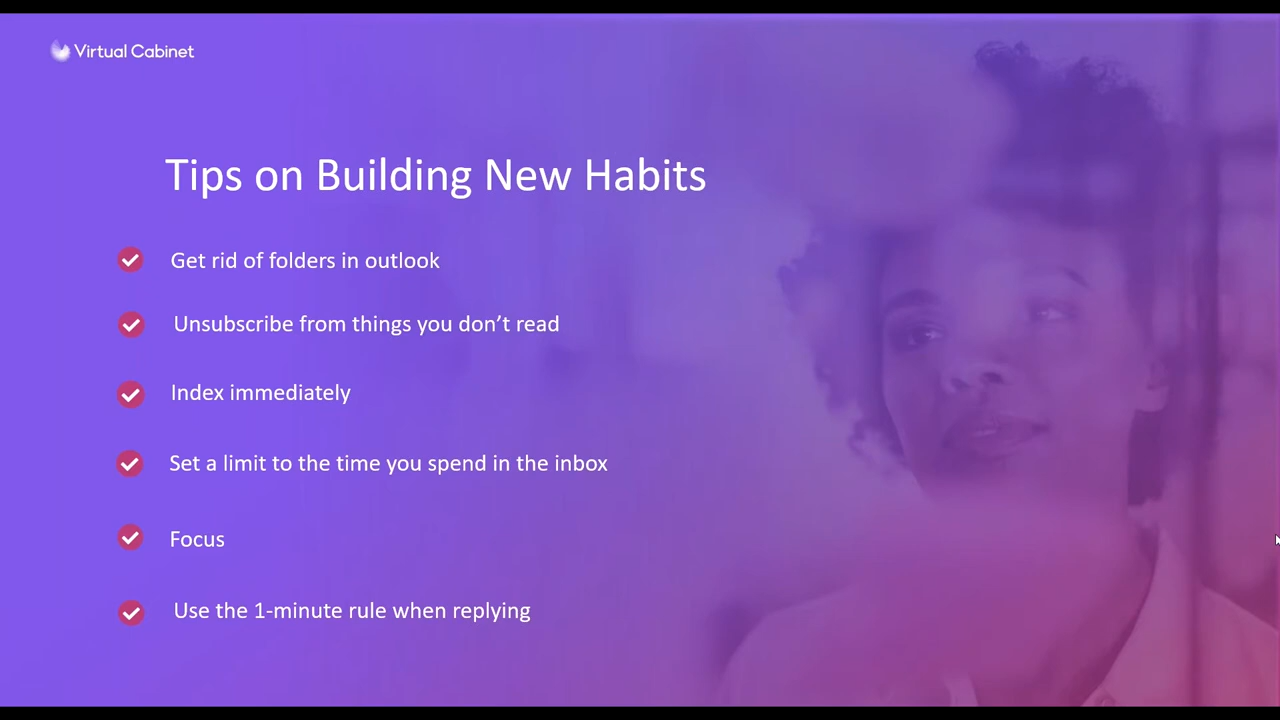 Virtual Cabinet
Tips on Building New Habits
Get rid of folders in outlook
Unsubscribe from things you don’t read
Index immediately
Set a limit to the time you spend in the inbox
Focus
Use the 1-minute rule when replying